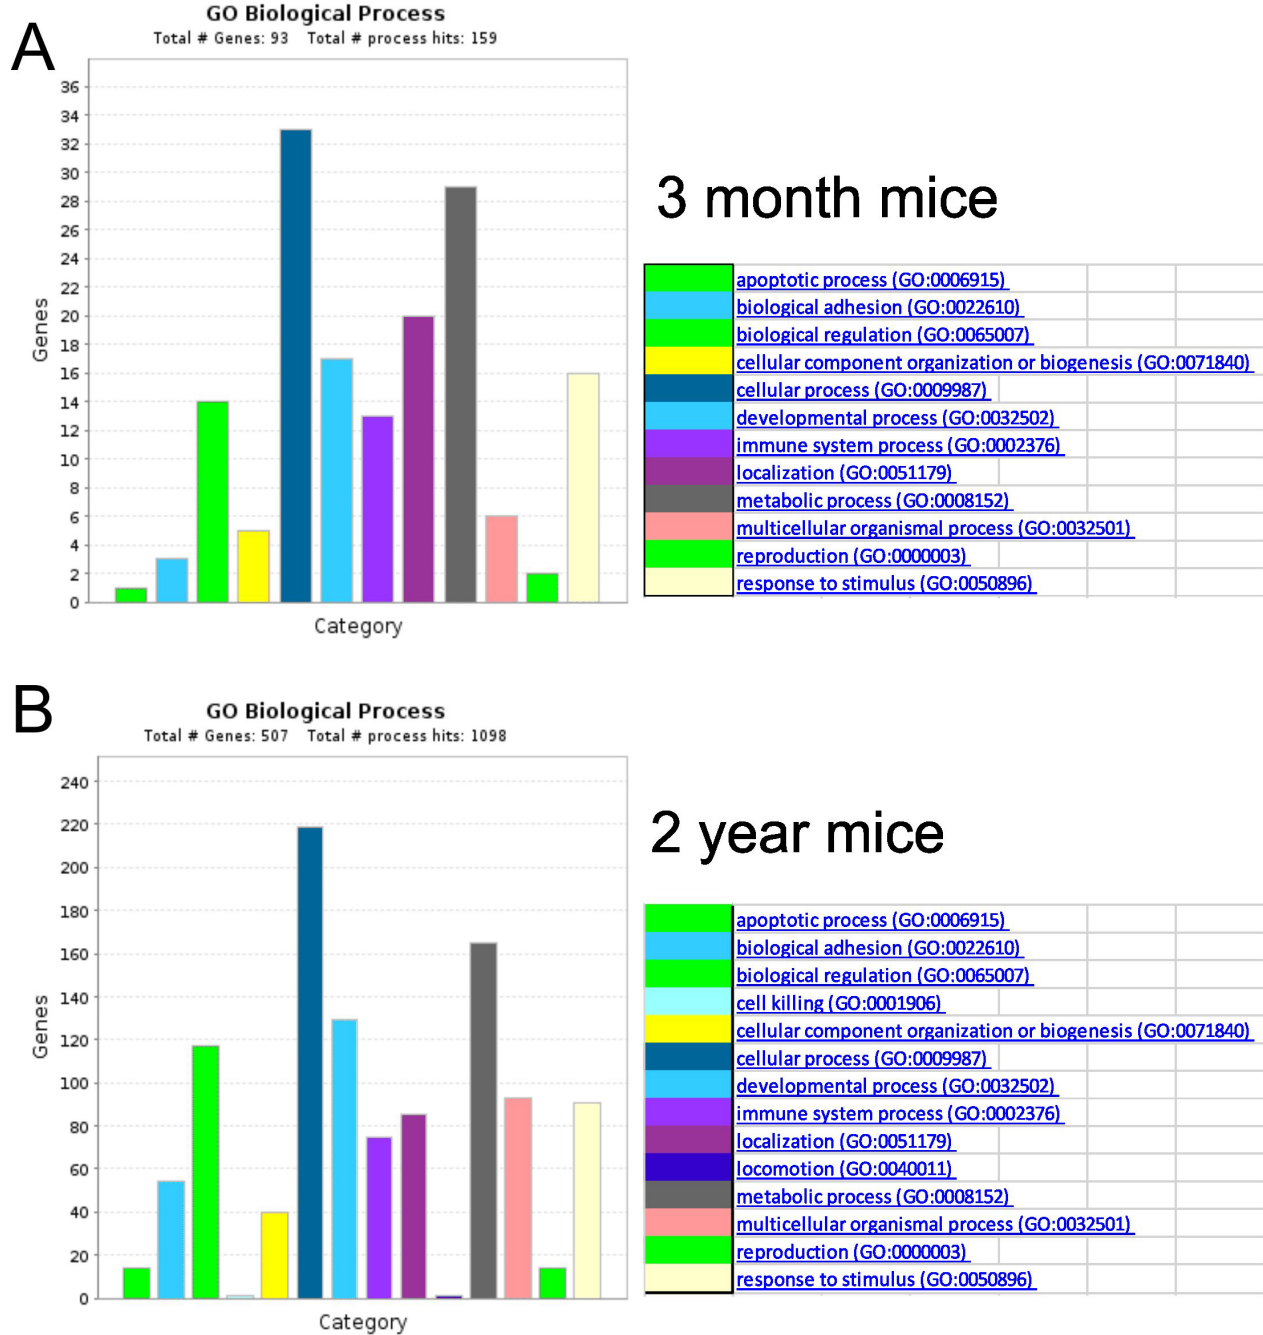 A
GO Biological Process
Total # Genes: 93 Total # process hits: 159
36
34
32
30
28
26
24
22
20
18
16
14
12
10
8
6
4
2
0
Genes
Category
3 month mice
apoptotic process (GO:0006915)
biological adhesion (GO:0022610)
biological regulation (GO:0065007)
cellular component organization or biogenesis (GO:0071840)
cellular process (GO:0009987)
developmental process (GO:0032502)
immune system process (GO:0002376)
localization (GO:0051179)
metabolic process (GO:0008152)
multicellular organismal process (GO:0032501)
reproduction (GO:0000003)
response to stimulus (GO:0050896)
B
GO Biological Process
Total # Genes: 507 Total # process hits: 1098
240
220
200
180
160
140
120
100
80
60
40
20
0
Genes
Category
2 year mice
apoptotic process (GO:0006915)
biological adhesion (GO:0022610)
biological regulation (GO:0065007)
cell killing (GO:0001906)
cellular component organization or biogenesis (GO:0071840)
cellular process (GO:0009987)
developmental process (GO:0032502)
immune system process (GO:0002376)
localization (GO:0051179)
locomotion (GO:0040011)
metabolic process (GO:0008152)
multicellular organismal process (GO:0032501)
reproduction (GO:0000003)
response to stimulus (GO:0050896)